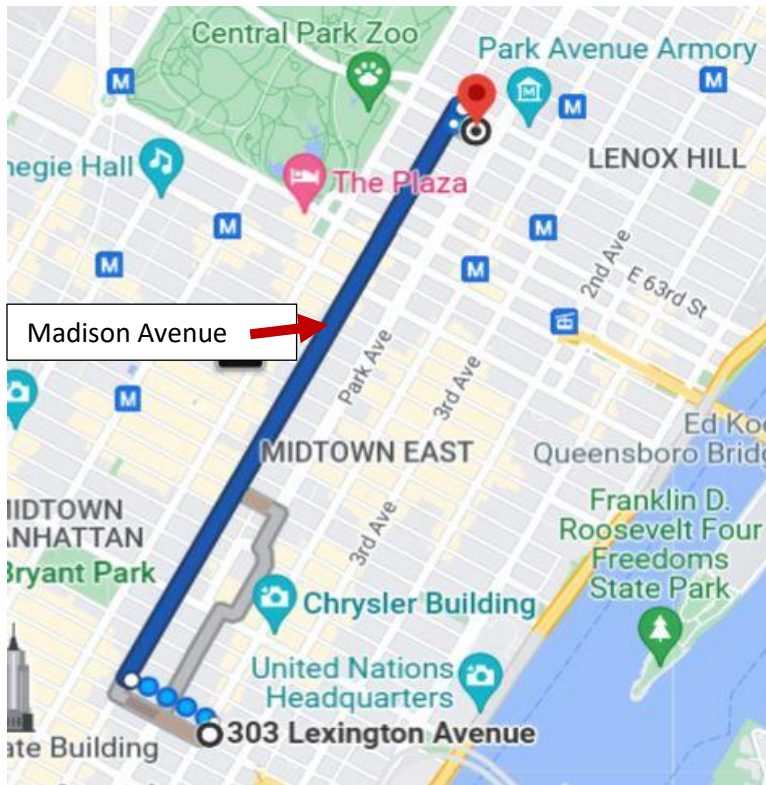 Central Park Zoo
Park Avenue Armory
M
M
M
LENOX HILL
negie Hall
The Plaza
M
M
M
M
2nd Ave
E 63rd St
Madison Avenue
Park Ave
3rd Ave
M
MIDTOWN EAST
Ed Koc
Queensboro Bridg
IIDTOWN
ANHATTAN
Bryant Park
3rd Ave
Franklin D.
Roosevelt Four
Freedoms
State Park
Chrysler Building
United Nations
Headquarters
303 Lexington Avenue
ate Building